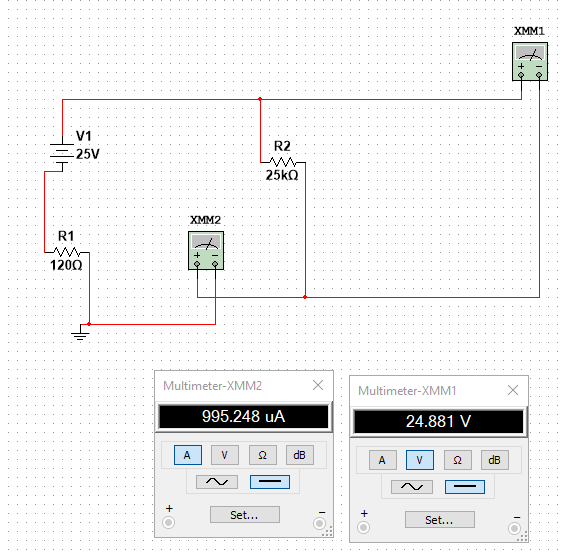 XMM1
+ −
V1
25V
R2
25kΩ
XMM2
+ −
R1
120Ω
Multimeter-XMM2
995.248 uA
A V Ω dB
+ Set... −
Multimeter-XMM1
24.881 V
A V Ω dB
+ Set... −